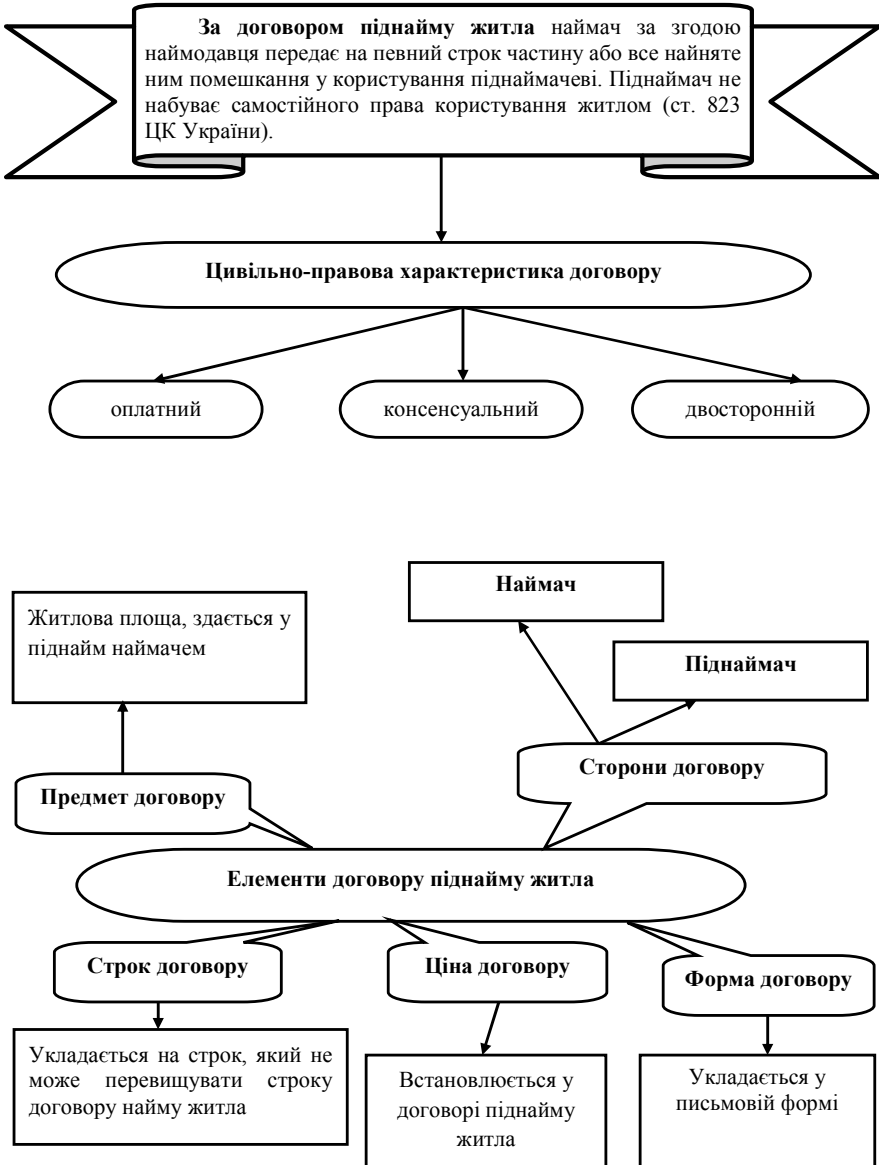 За договором піднайму житла наймач за згодою
наймодавця передає на певний строк частину або все найняте
ним помешкання у користування піднаймачеві. Піднаймач не
набуває самостійного права користування житлом (ст. 823
ЦК України).
Цивільно-правова характеристика договору
оплатний
консенсуальний
двосторонній
Наймач
Житлова площа, здається у
піднайм наймачем
Піднаймач
Сторони договору
Предмет договору
Елементи договору піднайму житла
Строк договору
Ціна договору
Форма договору
Укладається на строк, який не
може перевищувати строку
договору найму житла
Встановлюється у
договорі піднайму
житла
Укладається у
письмовій формі